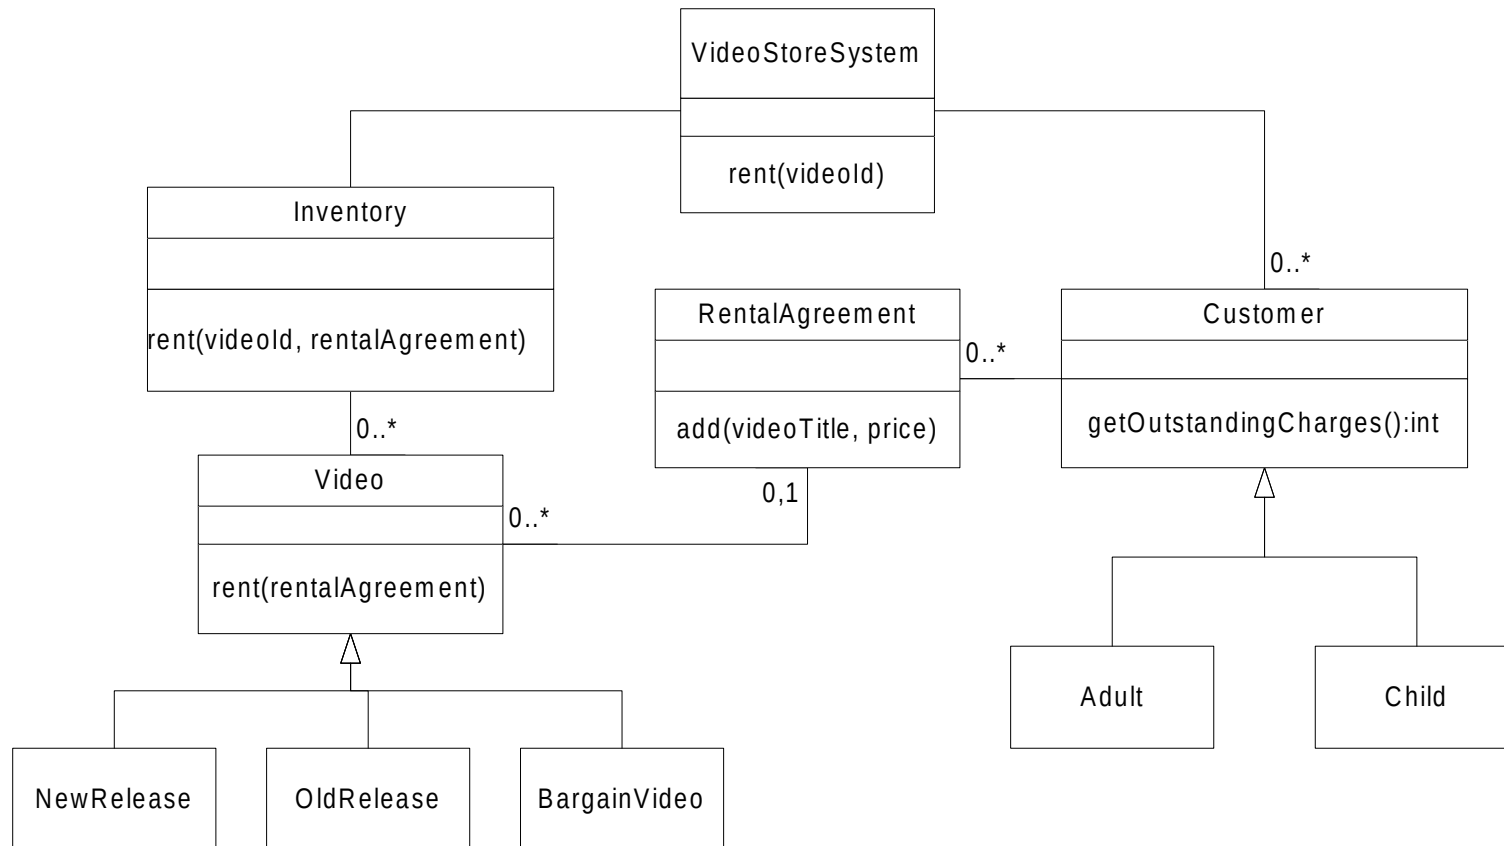 VideoStoreSystem
rent(videoId)
Inventory
rent(videoId, rentalAgreement)
0..*
RentalAgreement
add(videoTitle, price)
0..*
0..*
Customer
getOutstandingCharges():int
0,1
Video
0..*
rent(rentalAgreement)
Adult
Child
NewRelease
OldRelease
BargainVideo